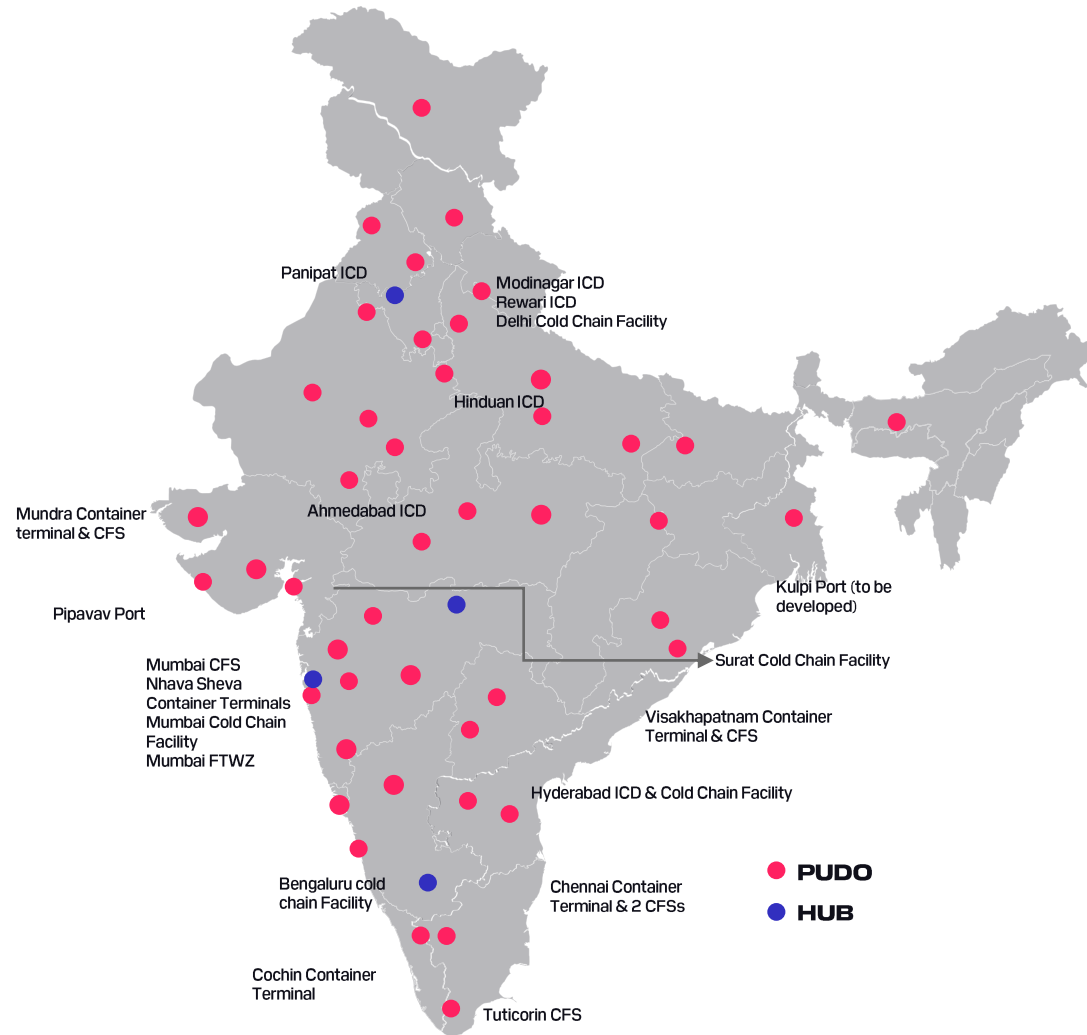 Panipat ICD
Modinagar ICD
Rewari ICD
Delhi Cold Chain Facility
Hinduan ICD
Mundra Container
terminal & CFS
Ahmedabad ICD
Pipavav Port
Kulpi Port (to be
developed)
Surat Cold Chain Facility
Mumbai CFS
Nhava Sheva
Container Terminals
Mumbai Cold Chain
Facility
Mumbai FTWZ
Visakhapatnam Container
Terminal & CFS
Hyderabad ICD & Cold Chain Facility
Bengaluru cold
chain Facility
Chennai Container
Terminal & 2 CFSs
PUDO
HUB
Cochin Container
Terminal
Tuticorin CFS